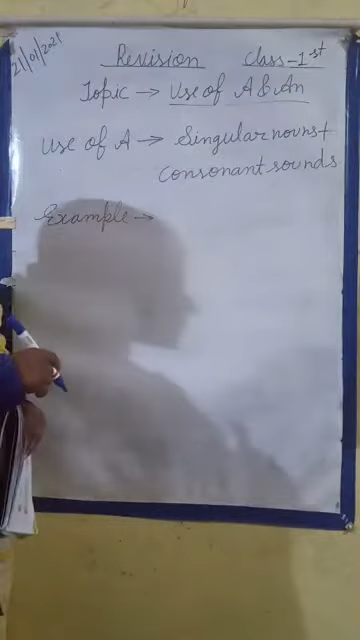 21/01/2021
Revision Class-1st
Topic → Use of A & An
Use of A → Singular nouns +
consonant sounds
Example →